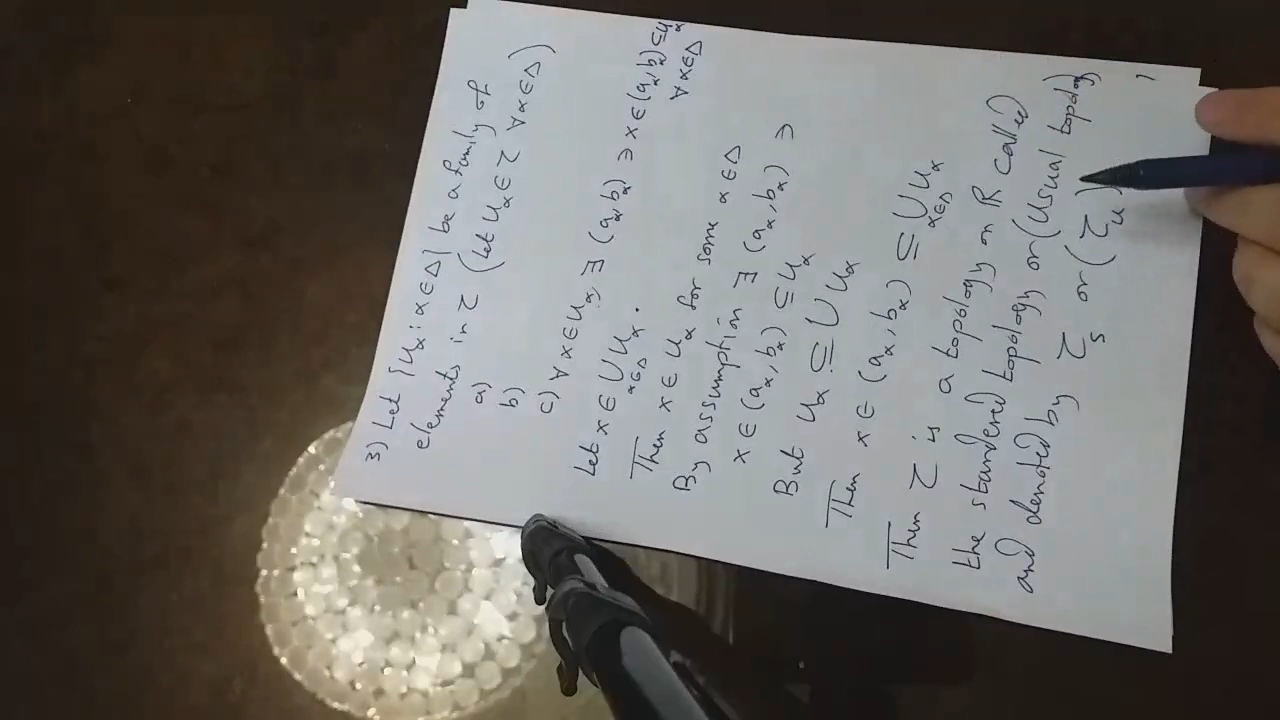 3) Let {U_α : α ∈ Δ} be a family of
elements in τ (let U_α ∈ τ ∀ α ∈ Δ)
a)
b)
c) ∀ x ∈ U_α, ∃ (a_α, b_α) ∋ x ∈ (a_α, b_α) ⊆ U_α
∀ α ∈ Δ
Let x ∈ ⋃_{α∈Δ} U_α.
Then x ∈ U_α for some α ∈ Δ
By assumption ∃ (a_α, b_α) ∋
x ∈ (a_α, b_α) ⊆ U_α
But U_α ⊆ ⋃ U_α
Then x ∈ (a_α, b_α) ⊆ ⋃_{α∈Δ} U_α
Then τ is a topology on ℝ called
the standered topology or (usual topology)
and denoted by τ_s or (τ_u)
1